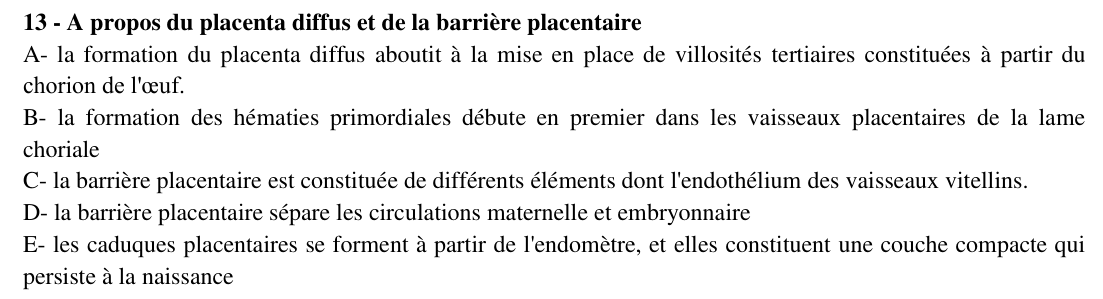 13 - A propos du placenta diffus et de la barrière placentaire
A- la formation du placenta diffus aboutit à la mise en place de villosités tertiaires constituées à partir du
chorion de l'œuf.
B- la formation des hématies primordiales débute en premier dans les vaisseaux placentaires de la lame
choriale
C- la barrière placentaire est constituée de différents éléments dont l'endothélium des vaisseaux vitellins.
D- la barrière placentaire sépare les circulations maternelle et embryonnaire
E- les caduques placentaires se forment à partir de l'endomètre, et elles constituent une couche compacte qui
persiste à la naissance